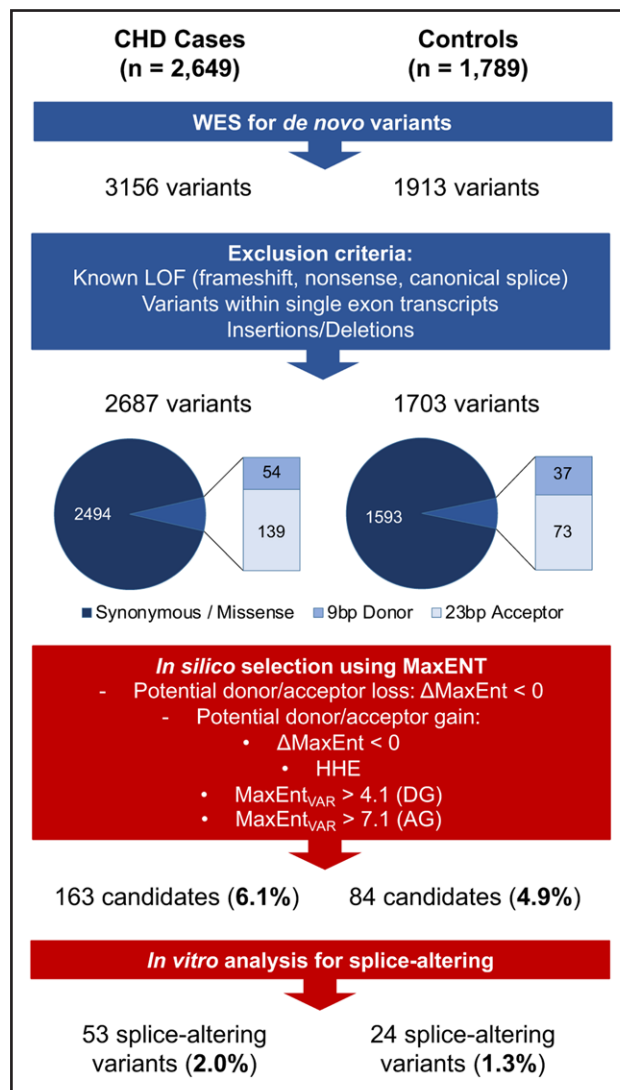 CHD Cases Controls
(n = 2,649) (n = 1,789)
WES for de novo variants
3156 variants 1913 variants
Exclusion criteria:
Known LOF (frameshift, nonsense, canonical splice)
Variants within single exon transcripts
Insertions/Deletions
2687 variants 1703 variants
2494 54 139 1593 37 73
Synonymous / Missense 9bp Donor 23bp Acceptor
In silico selection using MaxENT
- Potential donor/acceptor loss: ΔMaxEnt < 0
- Potential donor/acceptor gain:
• ΔMaxEnt < 0
• HHE
• MaxEntVAR > 4.1 (DG)
• MaxEntVAR > 7.1 (AG)
163 candidates (6.1%) 84 candidates (4.9%)
In vitro analysis for splice-altering
53 splice-altering 24 splice-altering
variants (2.0%) variants (1.3%)